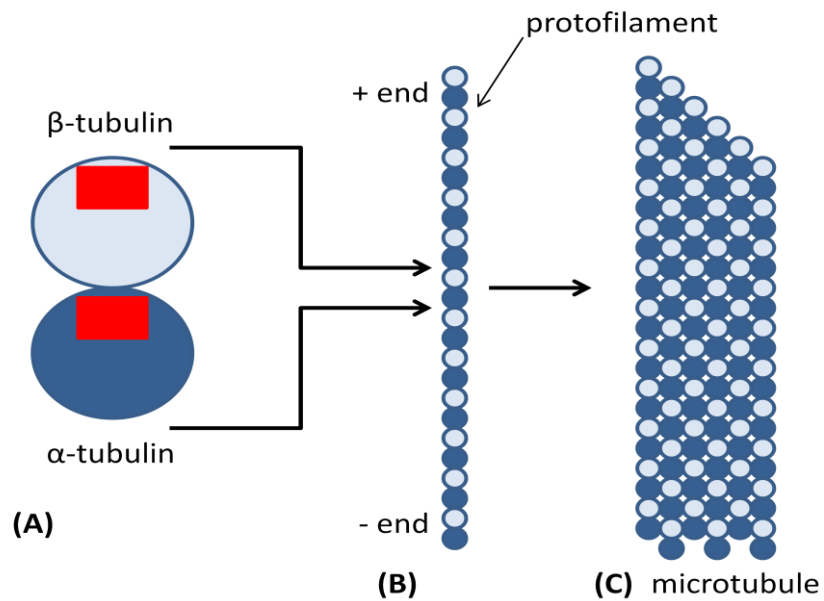 protofilament
+ end
β-tubulin
α-tubulin
- end
(A)
(B)
(C) microtubule